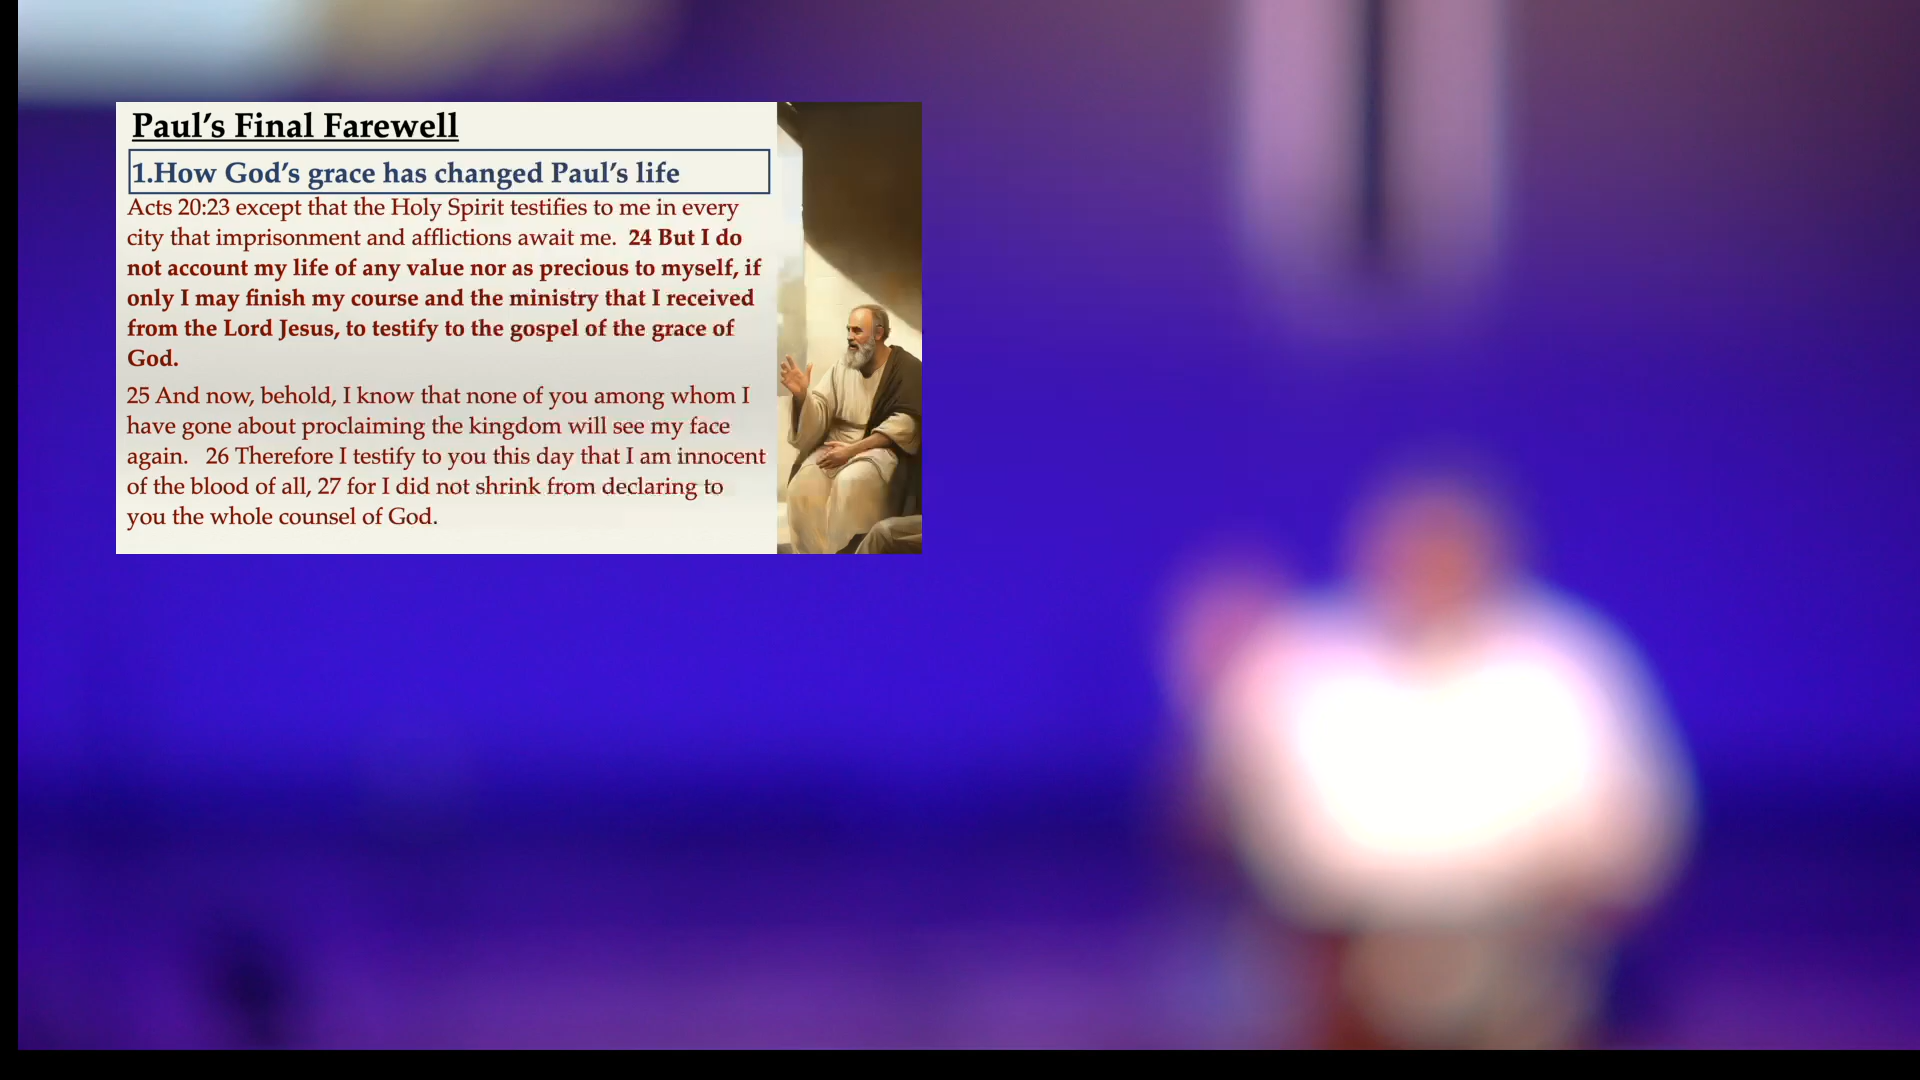 Paul's Final Farewell
1.How God's grace has changed Paul's life
Acts 20:23 except that the Holy Spirit testifies to me in every
city that imprisonment and afflictions await me.  24 But I do
not account my life of any value nor as precious to myself, if
only I may finish my course and the ministry that I received
from the Lord Jesus, to testify to the gospel of the grace of
God.
25 And now, behold, I know that none of you among whom I
have gone about proclaiming the kingdom will see my face
again.   26 Therefore I testify to you this day that I am innocent
of the blood of all, 27 for I did not shrink from declaring to
you the whole counsel of God.